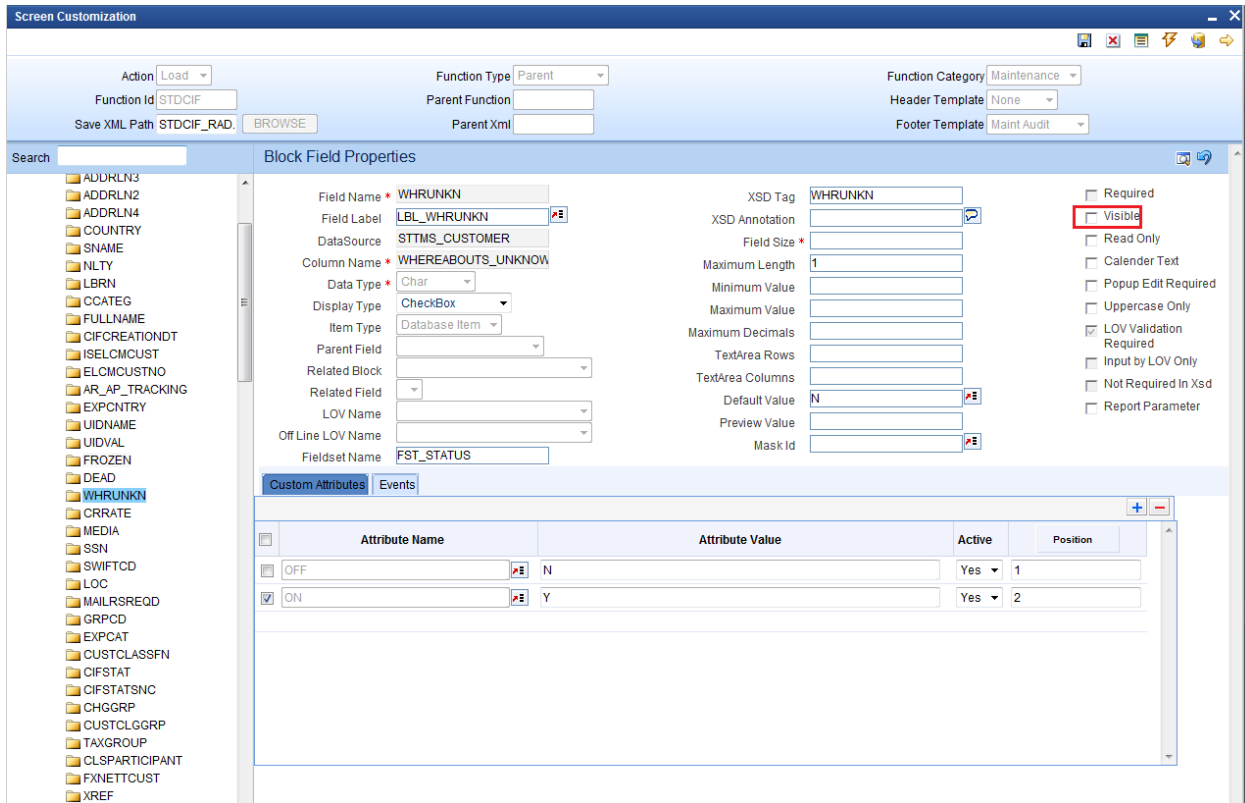 Screen Customization
Action Load Function Type Parent Function Category Maintenance
Function Id STDCIF Parent Function Header Template None
Save XML Path STDCIF_RAD. BROWSE Parent Xml Footer Template Maint Audit
Search Block Field Properties
ADDRLN3
ADDRLN2
ADDRLN4
COUNTRY
SNAME
NLTY
LBRN
CCATEG
FULLNAME
CIFCREATIONDT
ISELCMCUST
ELCMCUSTNO
AR_AP_TRACKING
EXPCNTRY
UIDNAME
UIDVAL
FROZEN
DEAD
WHRUNKN
CRRATE
MEDIA
SSN
SWIFTCD
LOC
MAILRSREQD
GRPCD
EXPCAT
CUSTCLASSFN
CIFSTAT
CIFSTATSNC
CHGGRP
CUSTCLGGRP
TAXGROUP
CLSPARTICIPANT
FXNETTCUST
XREF
Field Name * WHRUNKN
Field Label LBL_WHRUNKN
DataSource STTMS_CUSTOMER
Column Name * WHEREABOUTS_UNKNOW
Data Type * Char
Display Type CheckBox
Item Type Database Item
Parent Field
Related Block
Related Field
LOV Name
Off Line LOV Name
Fieldset Name FST_STATUS
XSD Tag WHRUNKN
XSD Annotation
Field Size *
Maximum Length 1
Minimum Value
Maximum Value
Maximum Decimals
TextArea Rows
TextArea Columns
Default Value N
Preview Value
Mask Id
Required
Visible
Read Only
Calender Text
Popup Edit Required
Uppercase Only
LOV Validation
Required
Input by LOV Only
Not Required In Xsd
Report Parameter
Custom Attributes Events
Attribute Name Attribute Value Active Position
OFF N Yes 1
ON Y Yes 2